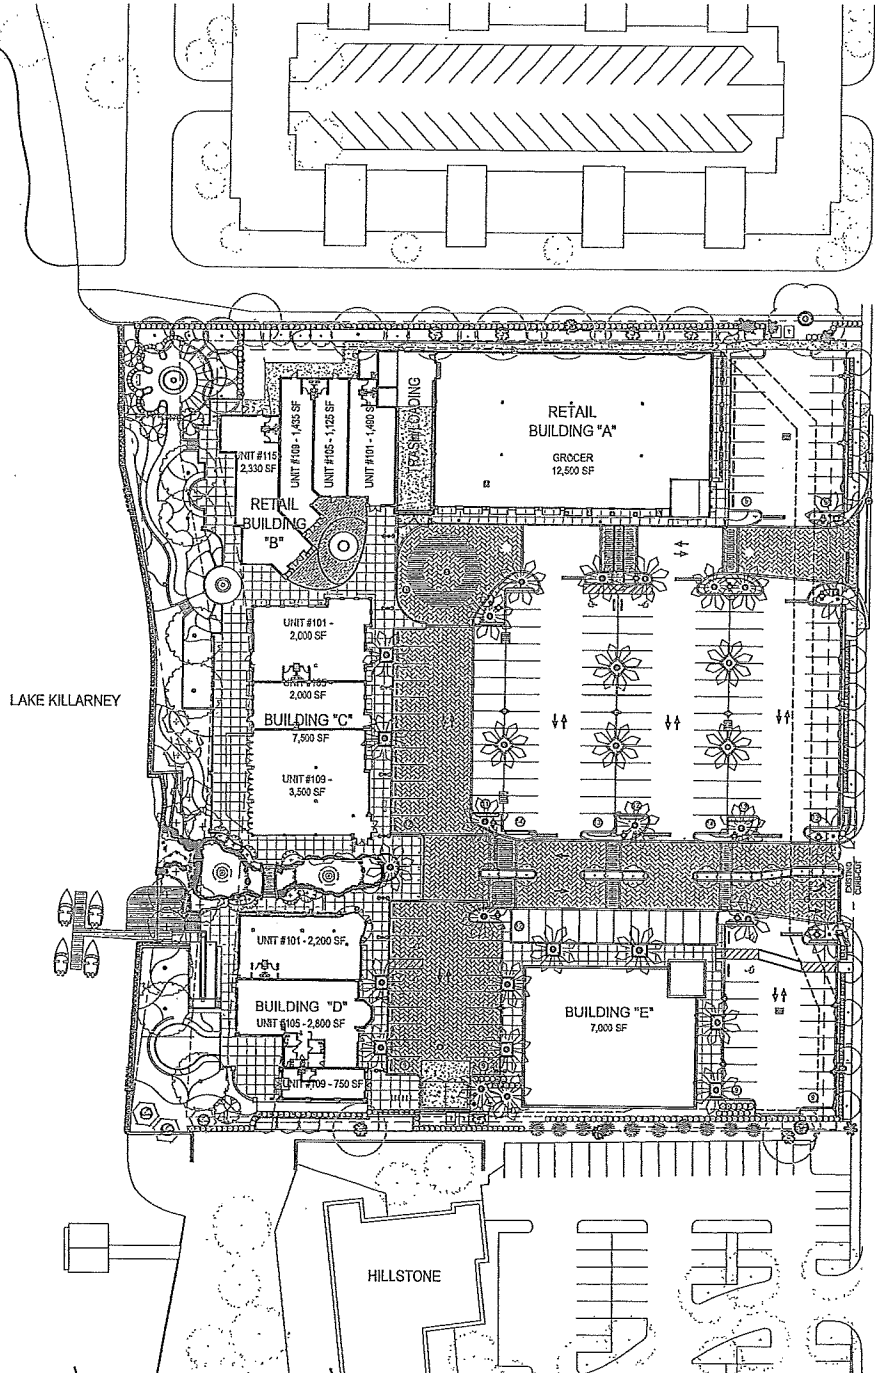 RETAIL
BUILDING "A"
GROCER
12,500 SF
TRASH/LOADING
UNIT #115
2,330 SF
UNIT #109 - 1,435 SF
UNIT #105 - 1,125 SF
UNIT #101 - 1,490 SF
RETAIL
BUILDING
"B"
UNIT #101 -
2,000 SF
2,000 SF
BUILDING "C"
7,500 SF
UNIT #109 -
3,500 SF
LAKE KILLARNEY
EXISTING
CURB-CUT
UNIT #101 - 2,200 SF
BUILDING "D"
UNIT #105 - 2,800 SF
UNIT #109 - 750 SF
BUILDING "E"
7,000 SF
HILLSTONE